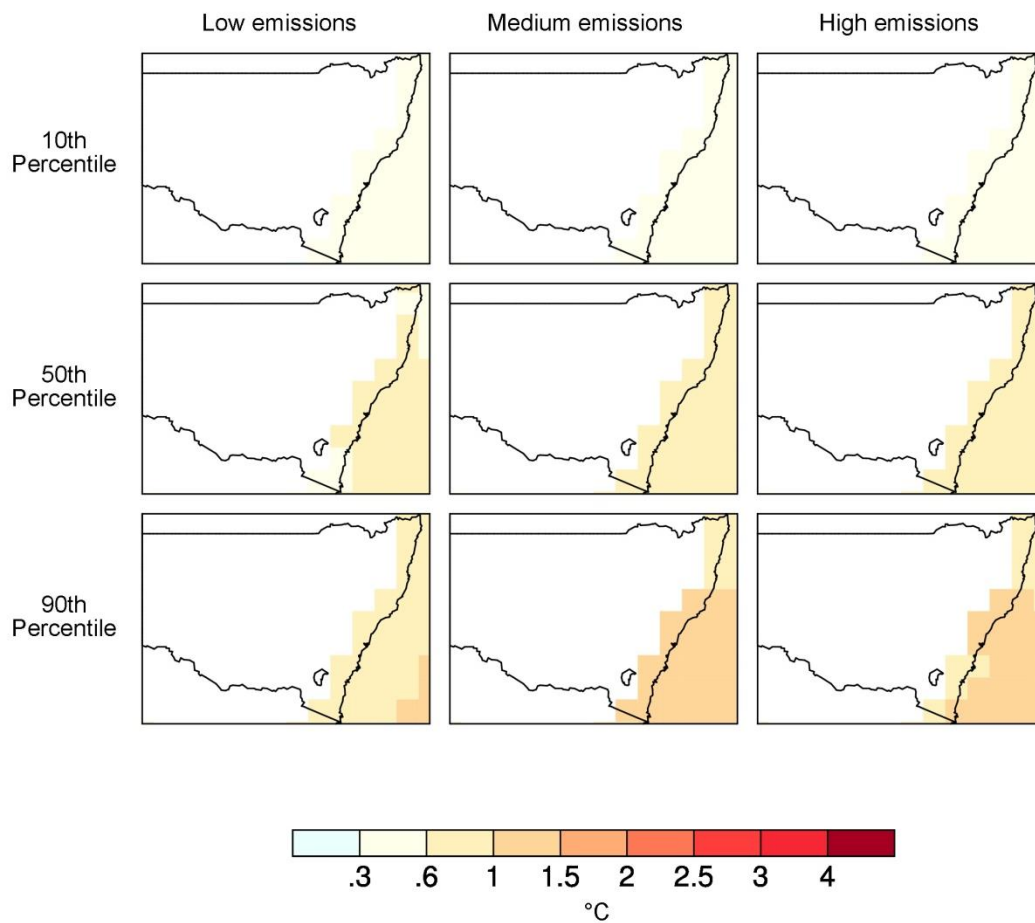 Low emissions Medium emissions High emissions
10th
Percentile
50th
Percentile
90th
Percentile
.3 .6 1 1.5 2 2.5 3 4
°C